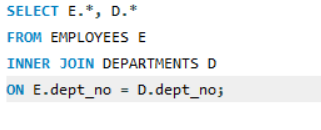 SELECT E.*, D.*
FROM EMPLOYEES E
INNER JOIN DEPARTMENTS D
ON E.dept_no = D.dept_no;